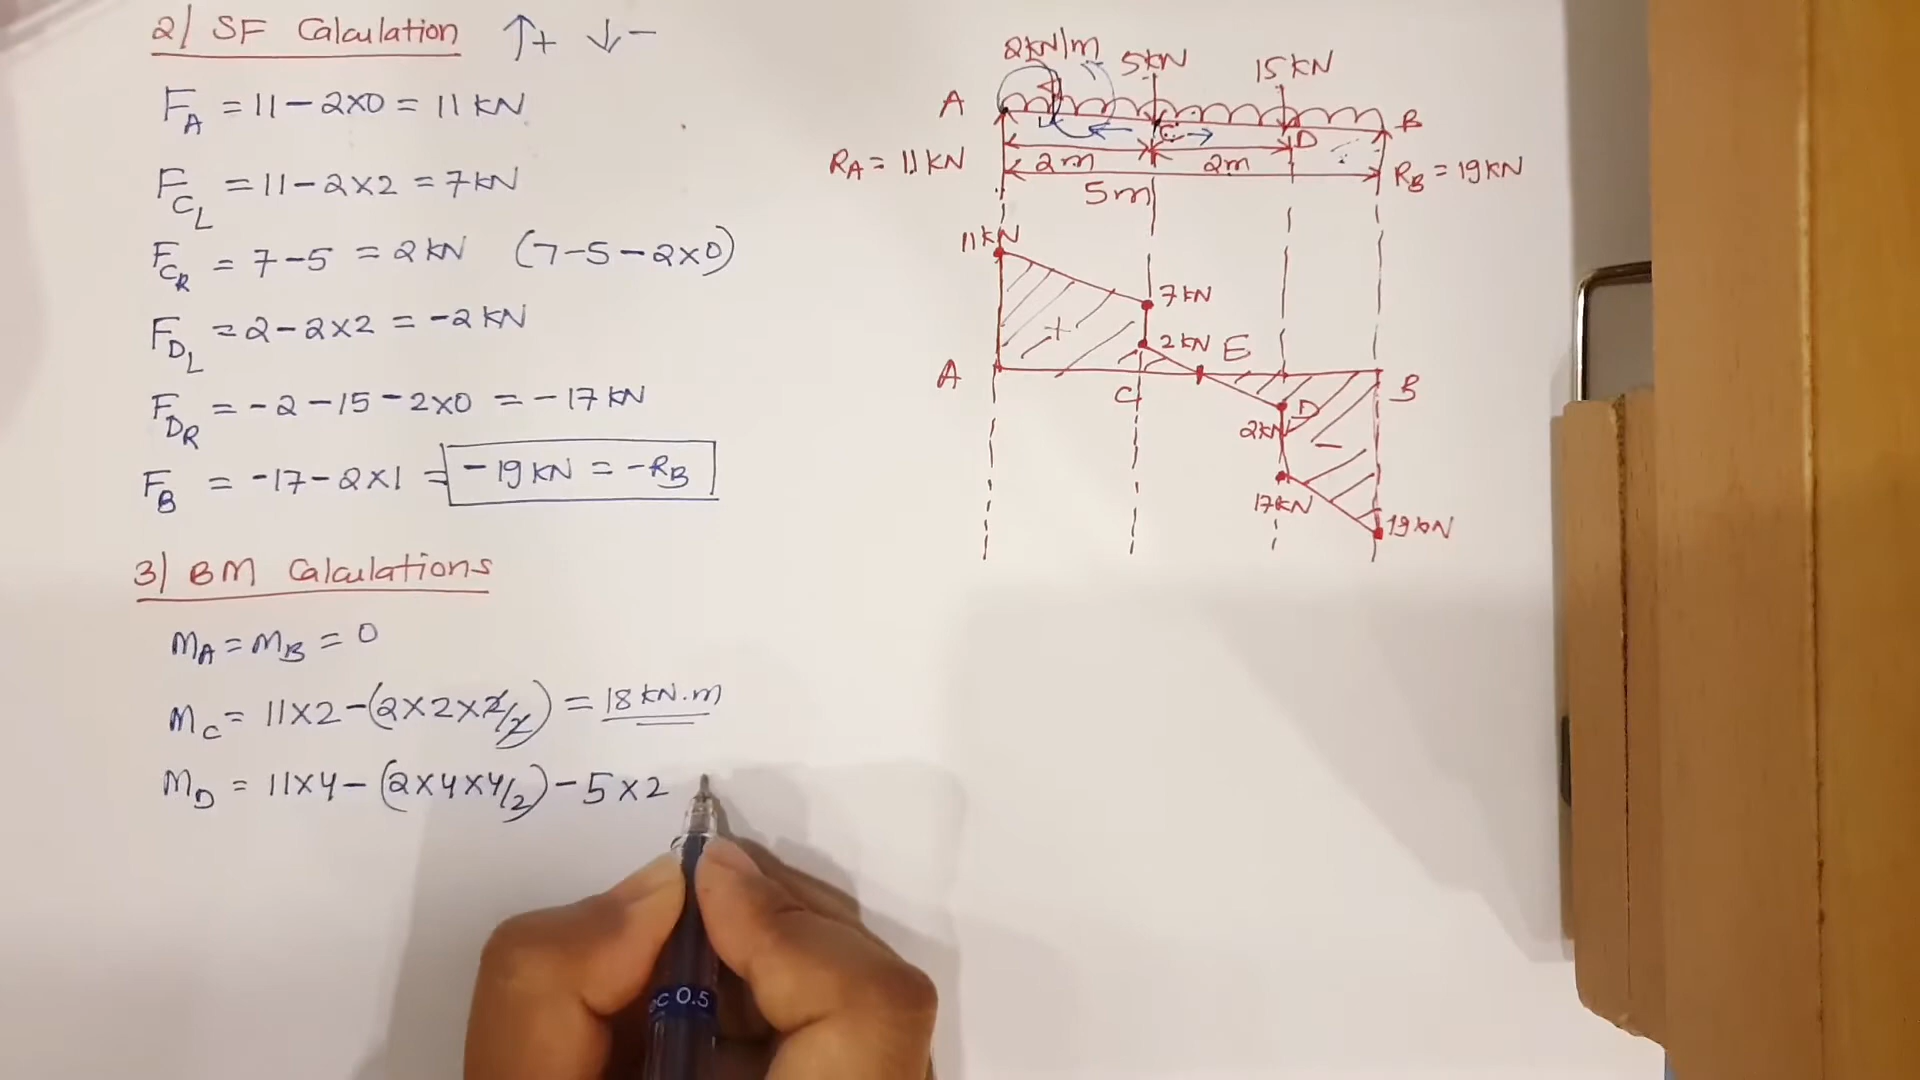 2) SF Calculation ↑+ ↓−
F_A = 11 − 2×0 = 11 kN
F_CL = 11 − 2×2 = 7 kN
F_CR = 7 − 5 = 2 kN (7−5−2×0)
F_DL = 2 − 2×2 = −2 kN
F_DR = −2 − 15 − 2×0 = −17 kN
F_B = −17 − 2×1 = −19 kN = −R_B
3) BM Calculations
M_A = M_B = 0
M_C = 11×2 − (2×2×2/2) = 18 kN.m
M_D = 11×4 − (2×4×4/2) − 5×2
2kN/m 5kN 15kN
A B
C D
R_A = 11 kN 2m 2m R_B = 19kN
5m
11kN
7kN
2kN E
A C B
D
2kN
−
+
17kN
19kN
c 0.5